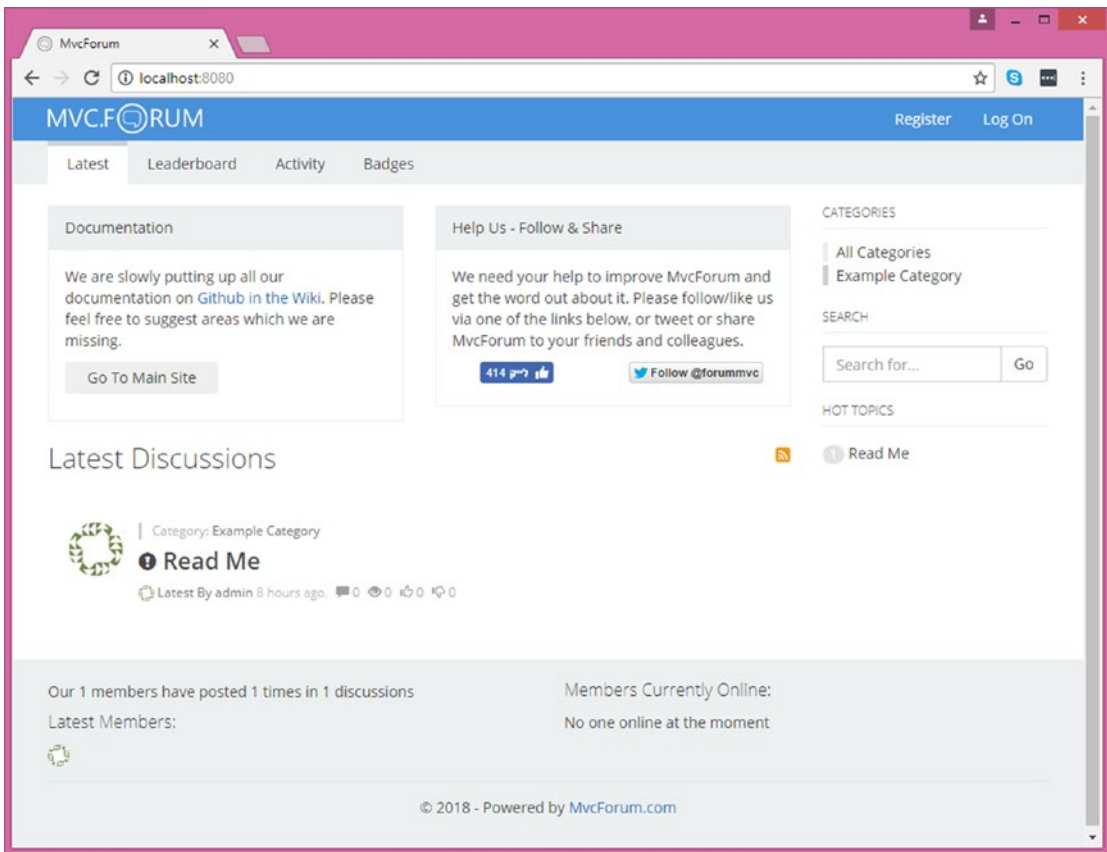 MvcForum
localhost:8080
MVC.FORUM
Register Log On
Latest Leaderboard Activity Badges
Documentation
We are slowly putting up all our
documentation on Github in the Wiki. Please
feel free to suggest areas which we are
missing.
Go To Main Site
Help Us - Follow & Share
We need your help to improve MvcForum and
get the word out about it. Please follow/like us
via one of the links below, or tweet or share
MvcForum to your friends and colleagues.
414 לייק
Follow @forummvc
CATEGORIES
All Categories
Example Category
SEARCH
Search for... Go
HOT TOPICS
1 Read Me
Latest Discussions
Category: Example Category
Read Me
Latest By admin 8 hours ago. 0 0 0 0
Our 1 members have posted 1 times in 1 discussions
Latest Members:
Members Currently Online:
No one online at the moment
© 2018 - Powered by MvcForum.com